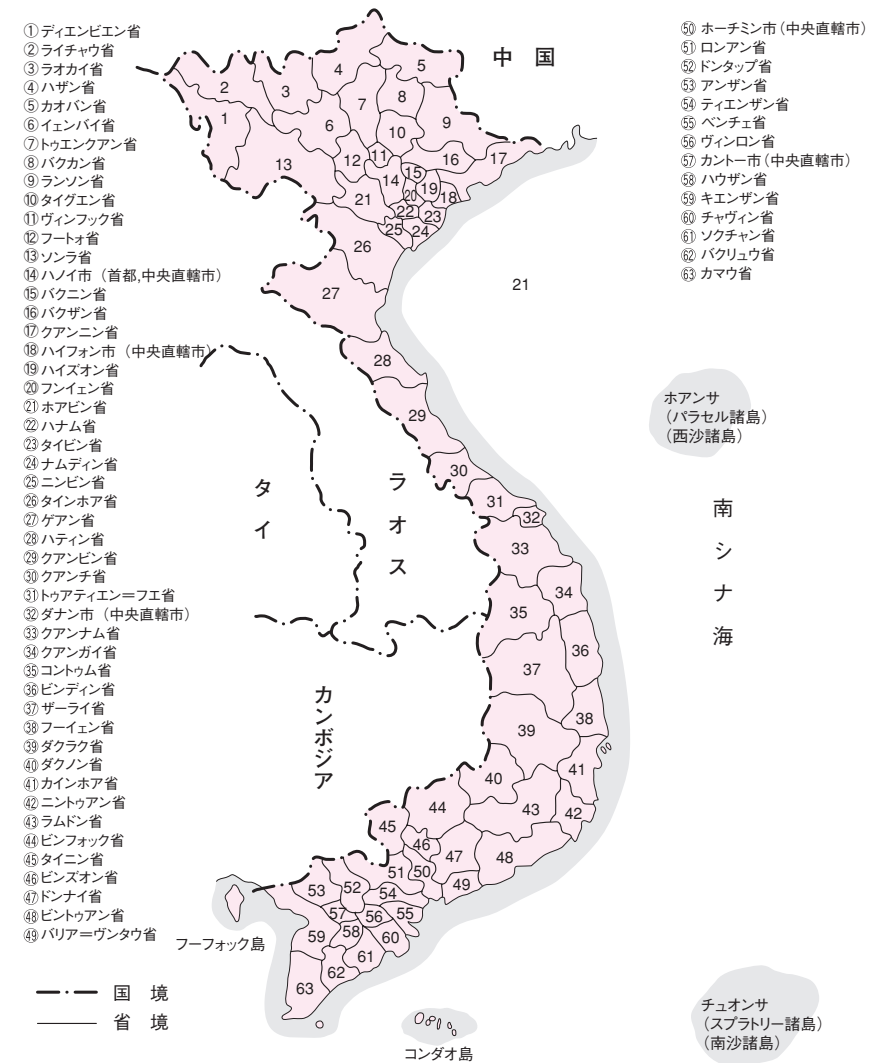 ①ディエンビエン省
②ライチャウ省
③ラオカイ省
④ハザン省
⑤カオバン省
⑥イェンバイ省
⑦トゥエンクアン省
⑧バクカン省
⑨ランソン省
⑩タイグエン省
⑪ヴィンフック省
⑫フートォ省
⑬ソンラ省
⑭ハノイ市（首都,中央直轄市）
⑮バクニン省
⑯バクザン省
⑰クアンニン省
⑱ハイフォン市（中央直轄市）
⑲ハイズオン省
⑳フンイェン省
㉑ホアビン省
㉒ハナム省
㉓タイビン省
㉔ナムディン省
㉕ニンビン省
㉖タインホア省
㉗ゲアン省
㉘ハティン省
㉙クアンビン省
㉚クアンチ省
㉛トゥアティエン＝フエ省
㉜ダナン市（中央直轄市）
㉝クアンナム省
㉞クアンガイ省
㉟コントゥム省
㊱ビンディン省
㊲ザーライ省
㊳フーイェン省
㊴ダクラク省
㊵ダクノン省
㊶カインホア省
㊷ニントゥアン省
㊸ラムドン省
㊹ビンフォック省
㊺タイニン省
㊻ビンズオン省
㊼ドンナイ省
㊽ビントゥアン省
㊾バリア＝ヴンタウ省
㊿ホーチミン市（中央直轄市）
51 ロンアン省
52 ドンタップ省
53 アンザン省
54 ティエンザン省
55 ベンチェ省
56 ヴィンロン省
57 カントー市（中央直轄市）
58 ハウザン省
59 キエンザン省
60 チャヴィン省
61 ソクチャン省
62 バクリュウ省
63 カマウ省
中国
1
2
3
4
5
6
7
8
9
10
11
12
13
14
15
16
17
18
19
20
21
22
23
24
25
26
27
21
28
29
30
31
32
33
34
35
36
37
38
39
40
41
42
43
44
45
46
47
48
49
50
51
52
53
54
55
56
57
58
59
60
61
62
63
タイ
ラオス
カンボジア
南シナ海
ホアンサ
（パラセル諸島）
（西沙諸島）
フーフォック島
コンダオ島
チュオンサ
（スプラトリー諸島）
（南沙諸島）
国境
省境